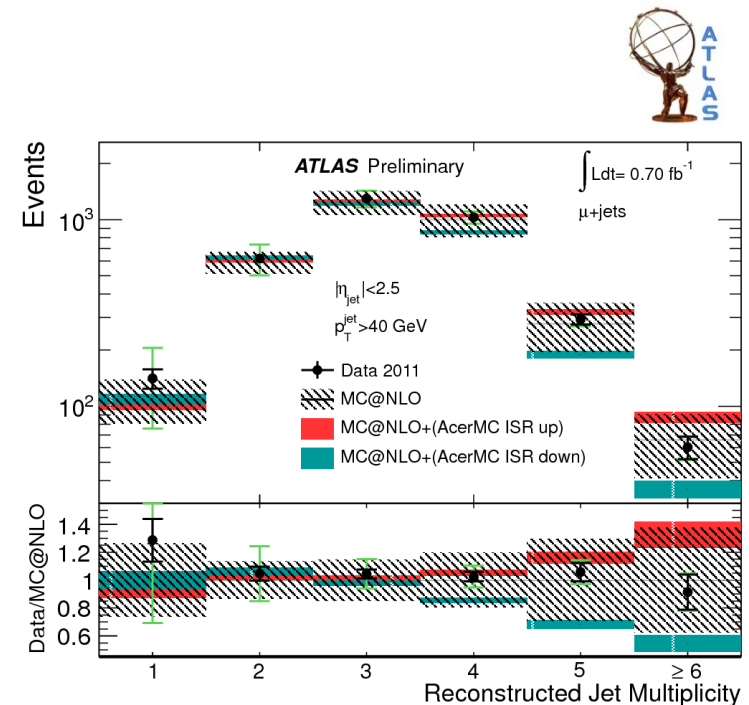 ATLAS
Events
ATLAS Preliminary
∫Ldt= 0.70 fb⁻¹
μ+jets
10³
|η_jet|<2.5
p_T^jet>40 GeV
Data 2011
MC@NLO
10²
MC@NLO+(AcerMC ISR up)
MC@NLO+(AcerMC ISR down)
Data/MC@NLO
1.4
1.2
1
0.8
0.6
1 2 3 4 5 ≥ 6
Reconstructed Jet Multiplicity